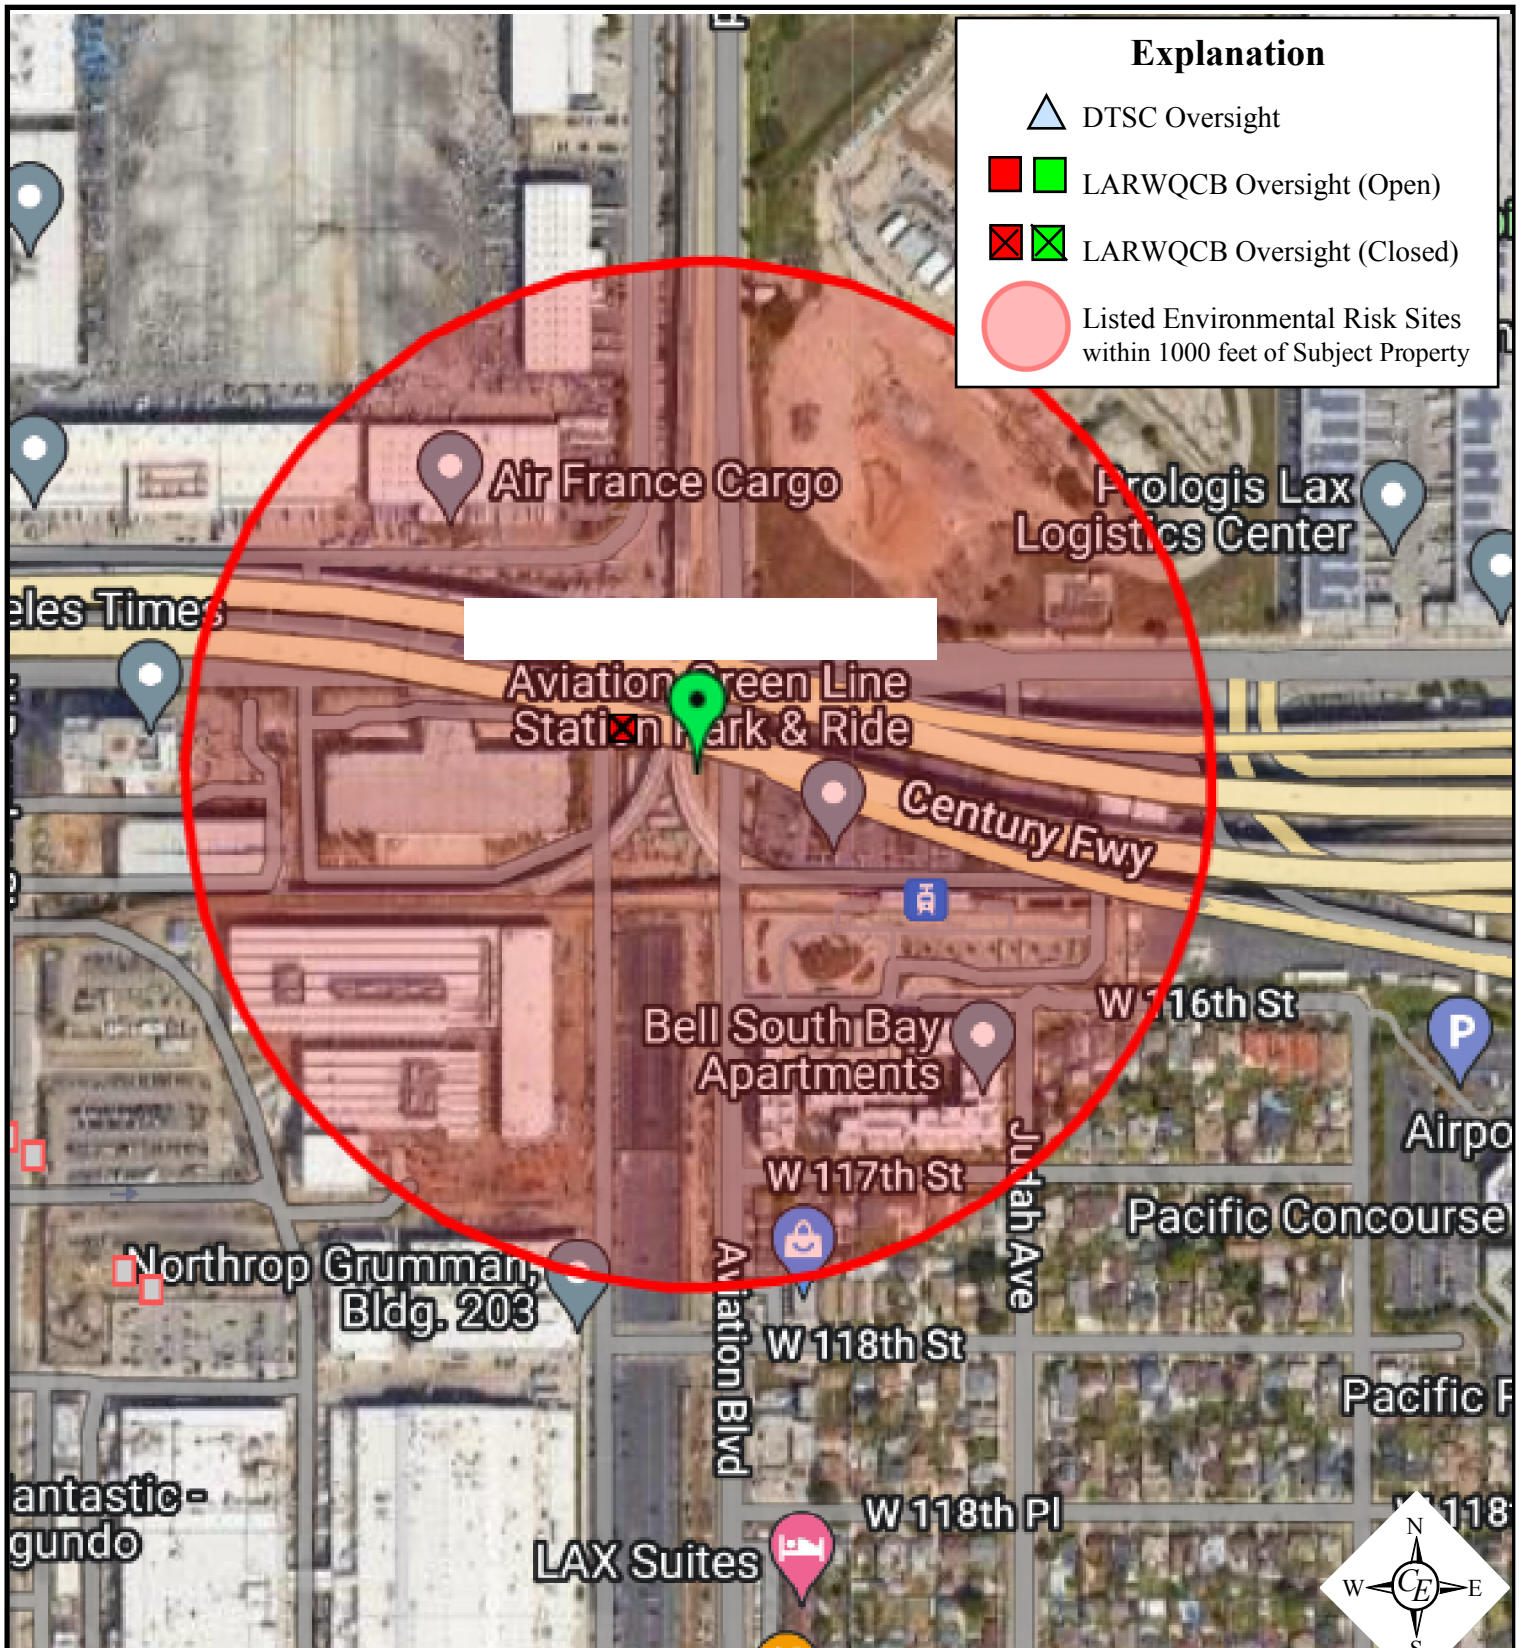 Explanation
DTSC Oversight
LARWQCB Oversight (Open)
LARWQCB Oversight (Closed)
Listed Environmental Risk Sites
within 1000 feet of Subject Property
Air France Cargo
Prologis Lax
Logistics Center
eles Times
Aviation Green Line
Station Park & Ride
Century Fwy
W 116th St
Bell South Bay
Apartments
P
Airpo
Judah Ave
W 117th St
Pacific Concourse
Northrop Grumman,
Bldg. 203
Aviation Blvd
W 118th St
Pacific
antastic -
gundo
W 118th Pl
118
LAX Suites
N
W CE E
S